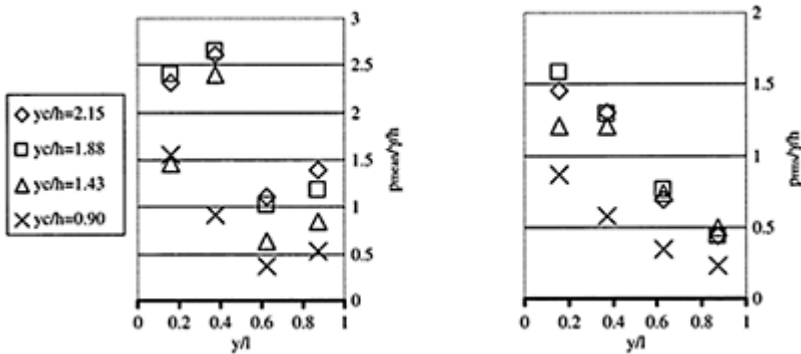 yc/h=2.15
yc/h=1.88
yc/h=1.43
yc/h=0.90
3
2.5
2
1.5
1
0.5
0
pmean/γ/h
0 0.2 0.4 0.6 0.8 1
y/l
2
1.5
1
0.5
0
prms/γ/h
0 0.2 0.4 0.6 0.8 1
y/l